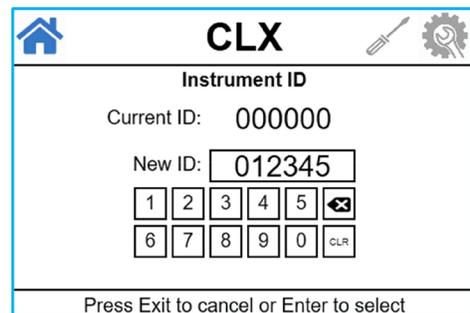 CLX
Instrument ID
Current ID: 000000
New ID: 012345
1 2 3 4 5
6 7 8 9 0 CLR
Press Exit to cancel or Enter to select